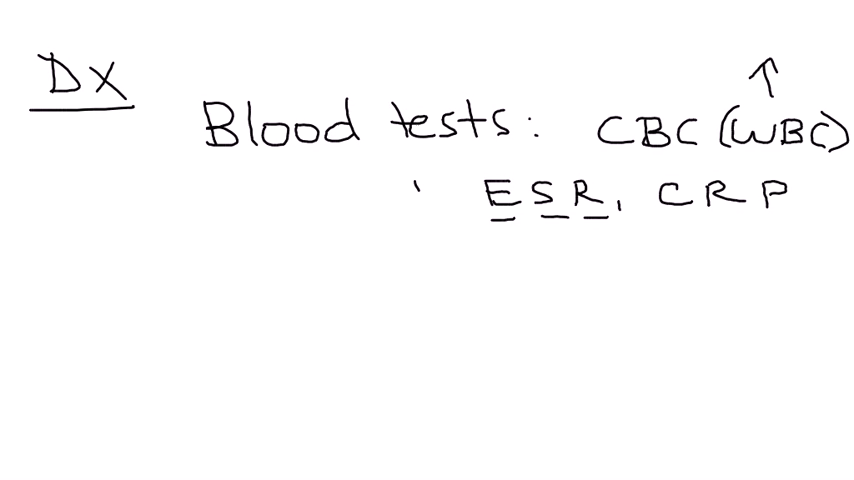 DX
↑
Blood tests: CBC (WBC)
ESR, CRP